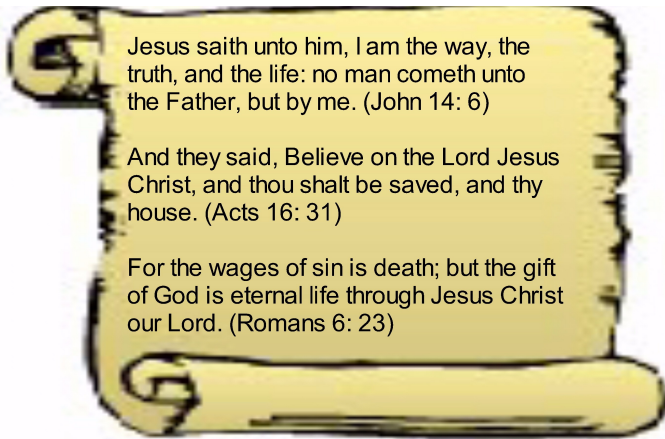 Jesus saith unto him, I am the way, the
truth, and the life: no man cometh unto
the Father, but by me. (John 14: 6)
And they said, Believe on the Lord Jesus
Christ, and thou shalt be saved, and thy
house. (Acts 16: 31)
For the wages of sin is death; but the gift
of God is eternal life through Jesus Christ
our Lord. (Romans 6: 23)